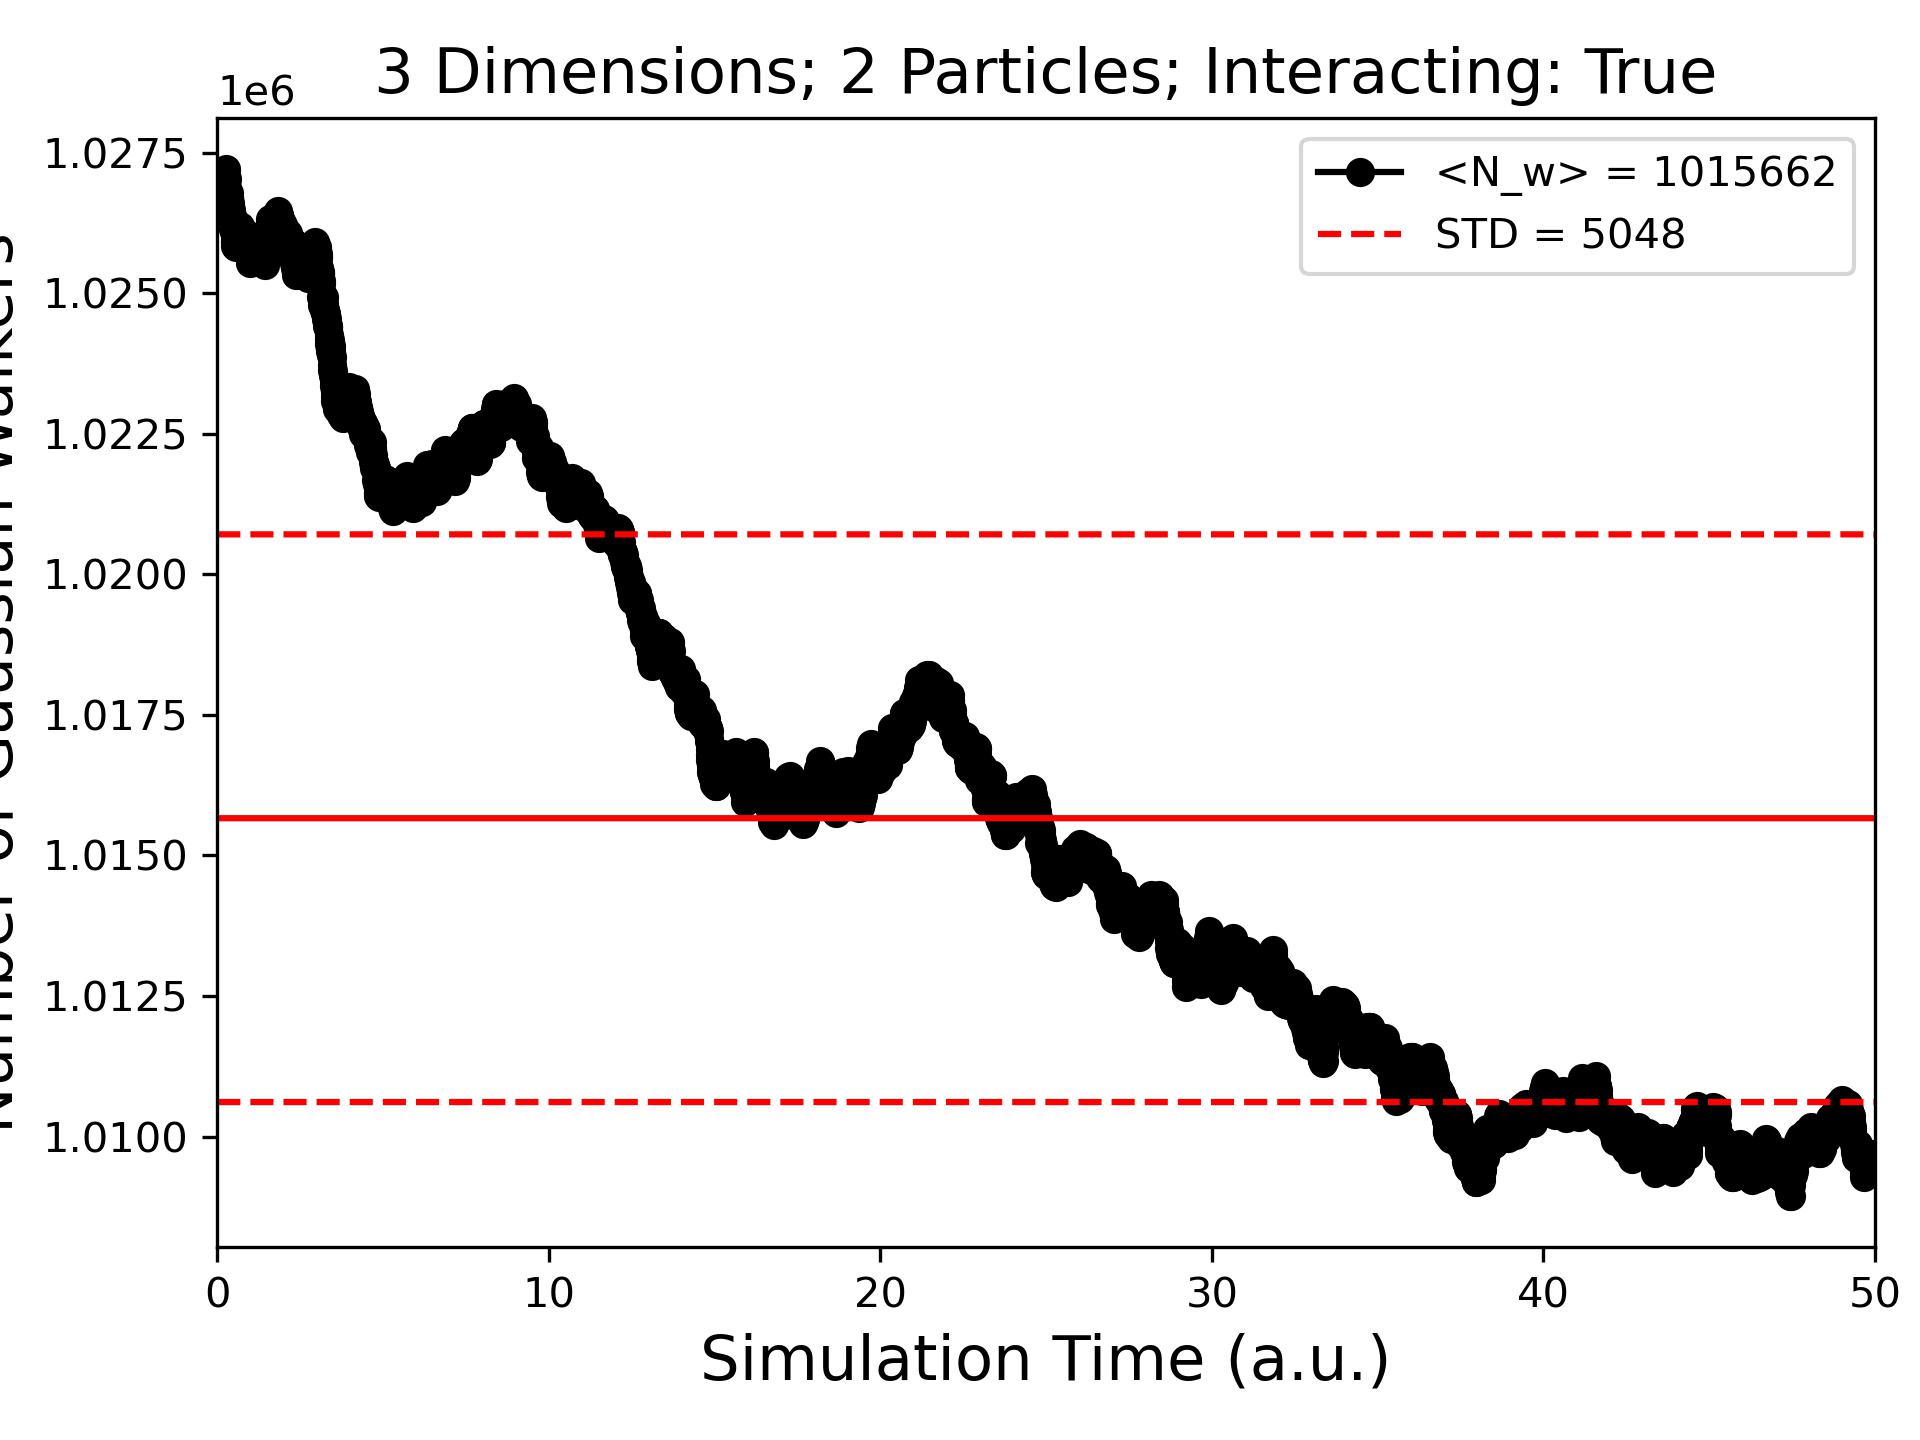 3 Dimensions; 2 Particles; Interacting: True
1e6
<N_w> = 1015662
STD = 5048
1.0275
1.0250
1.0225
1.0200
1.0175
1.0150
1.0125
1.0100
0 10 20 30 40 50
Simulation Time (a.u.)